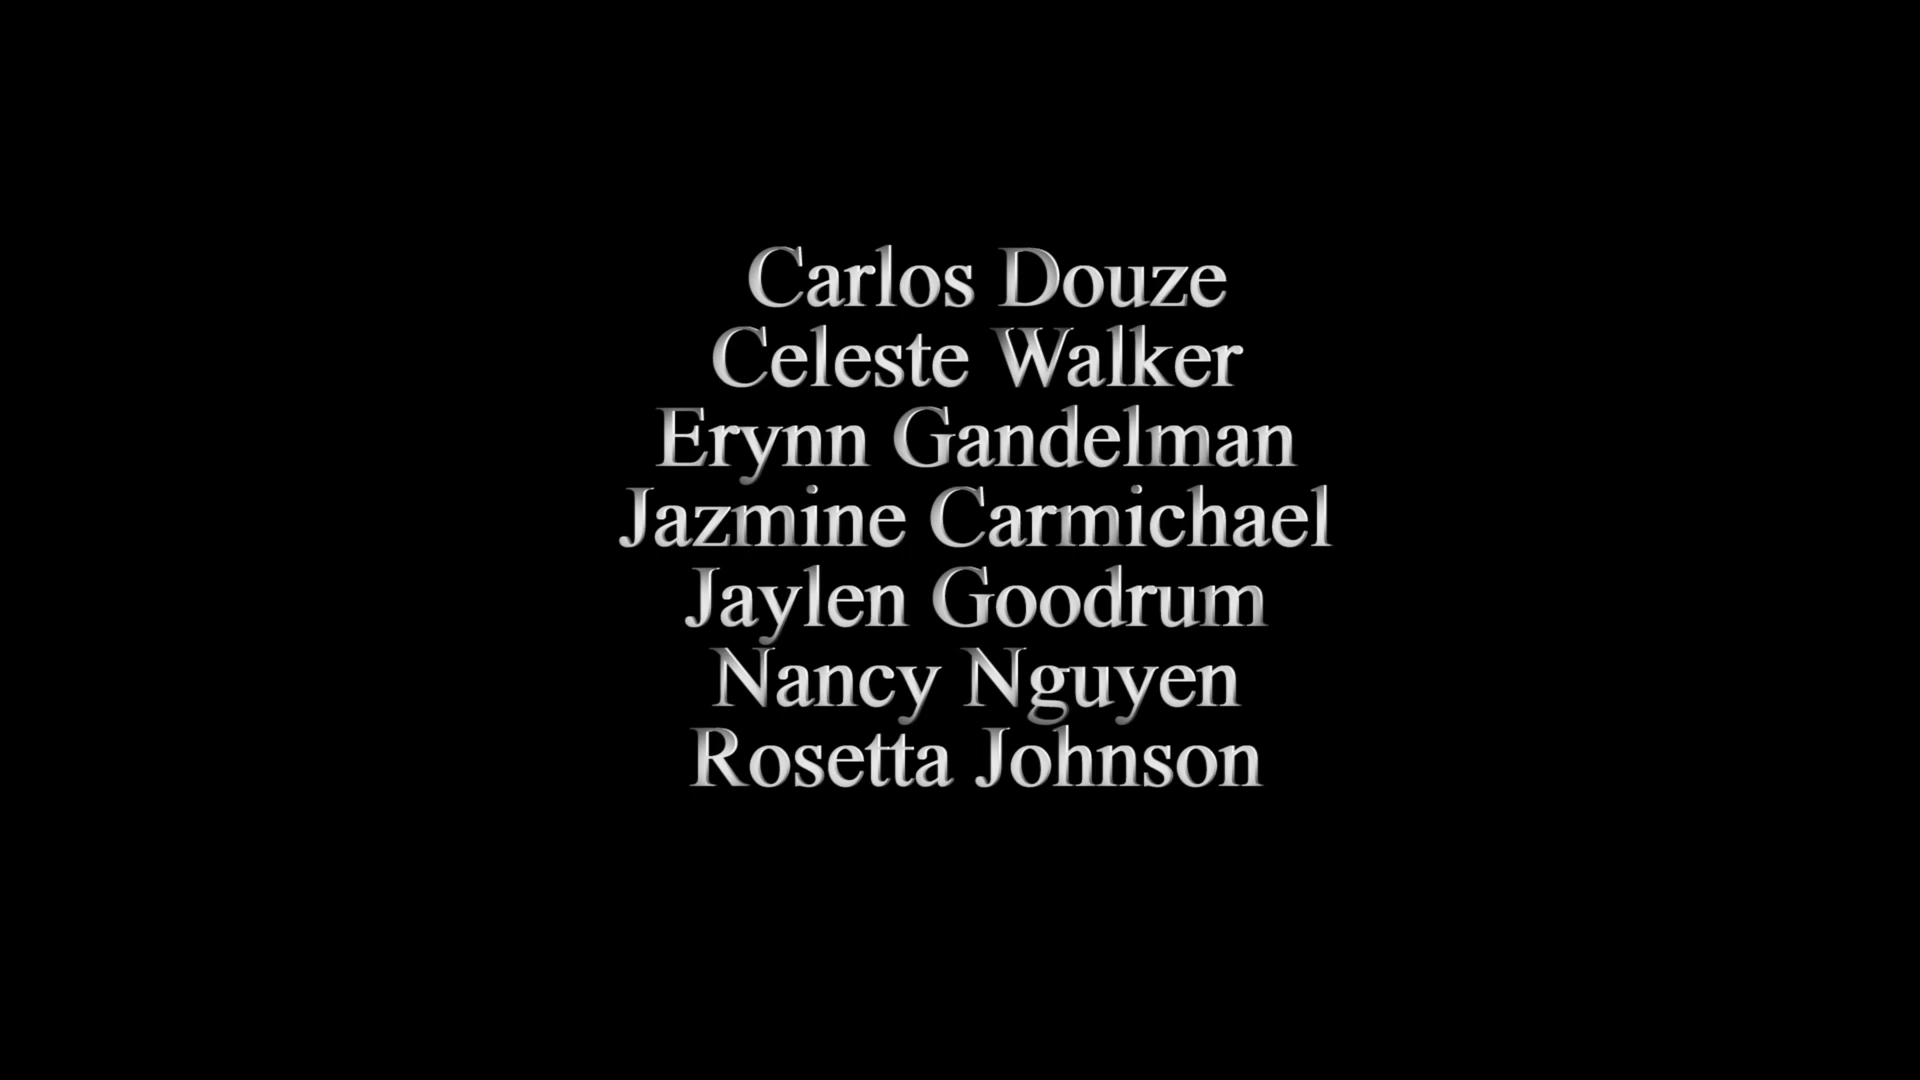 Carlos Douze
Celeste Walker
Erynn Gandelman
Jazmine Carmichael
Jaylen Goodrum
Nancy Nguyen
Rosetta Johnson